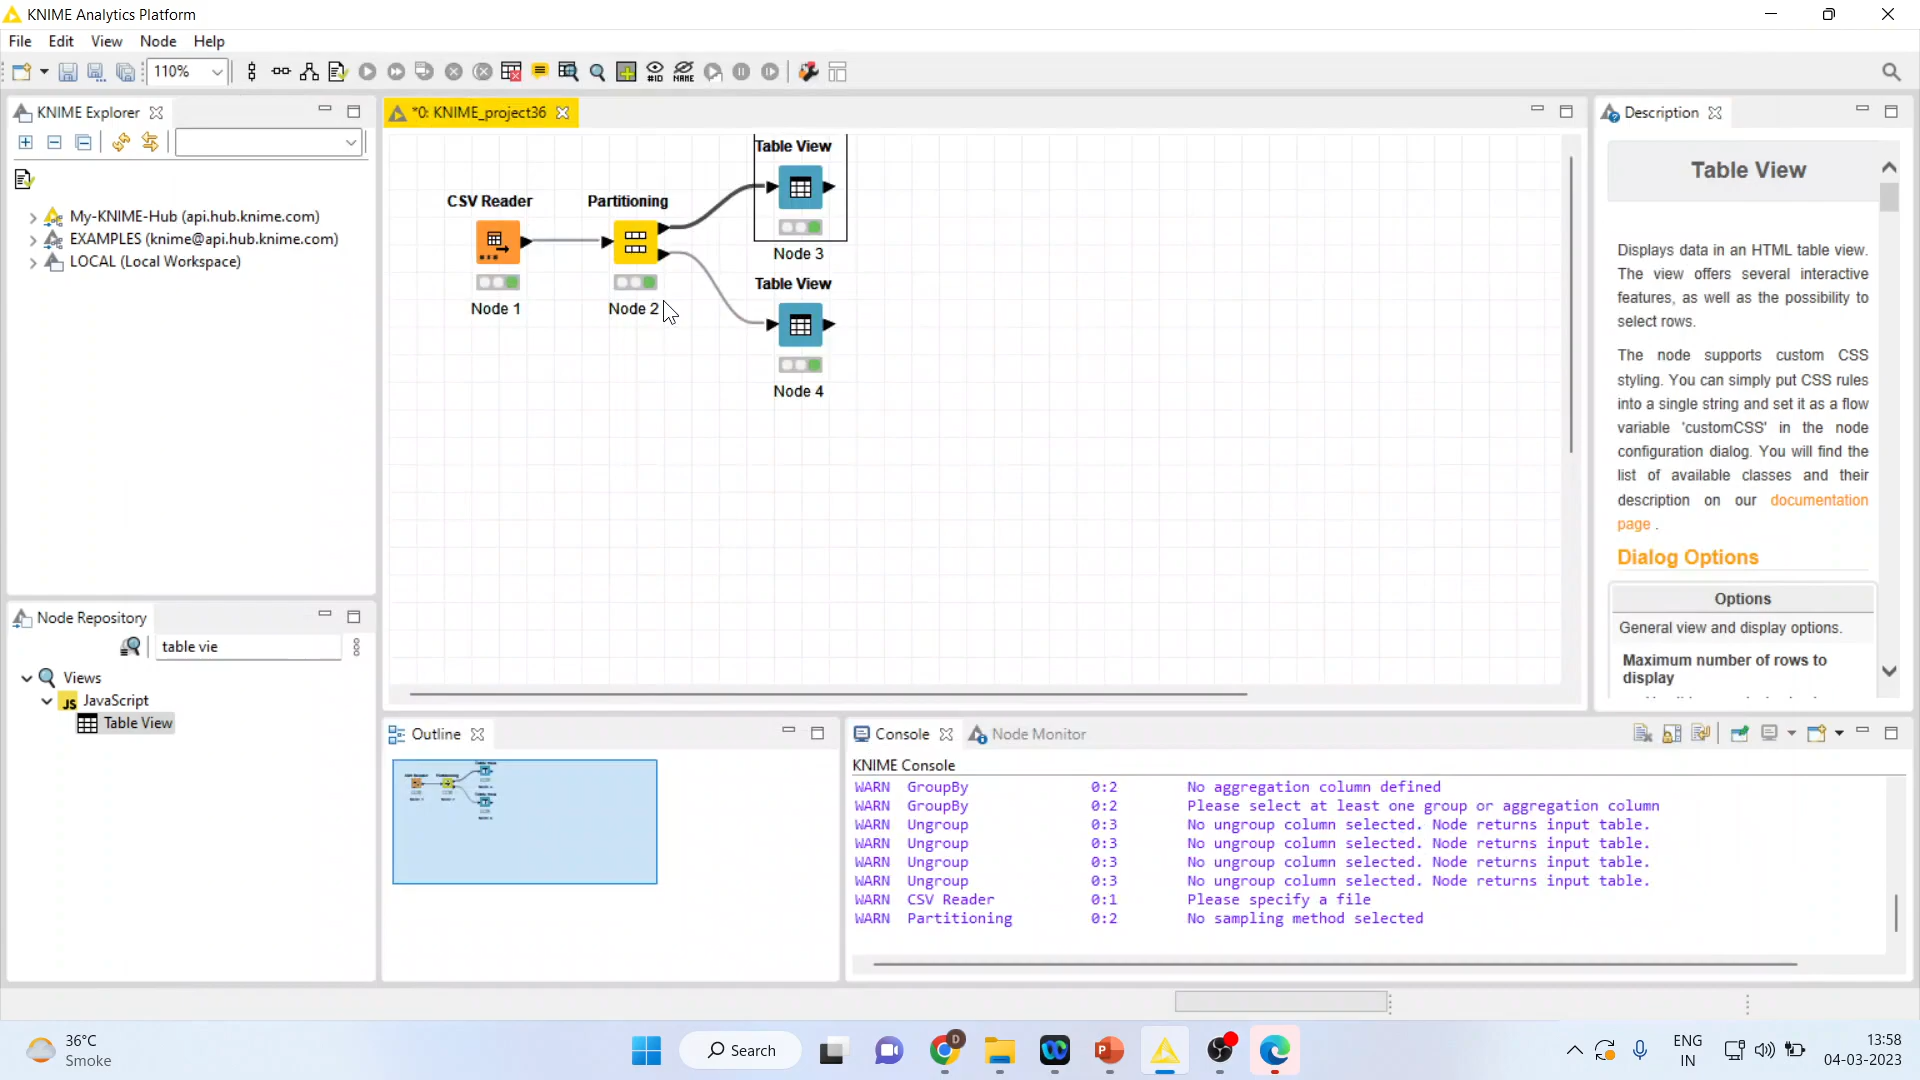 KNIME Analytics Platform
File Edit View Node Help
110%
#ID
NAME
KNIME Explorer
My-KNIME-Hub (api.hub.knime.com)
EXAMPLES (knime@api.hub.knime.com)
LOCAL (Local Workspace)
*0: KNIME_project36
CSV Reader
Node 1
Partitioning
Node 2
Table View
Node 3
Table View
Node 4
Description
Table View
Displays data in an HTML table view.
The view offers several interactive
features, as well as the possibility to
select rows.
The node supports custom CSS
styling. You can simply put CSS rules
into a single string and set it as a flow
variable 'customCSS' in the node
configuration dialog. You will find the
list of available classes and their
description on our documentation
page .
Dialog Options
Options
General view and display options.
Maximum number of rows to
display
Node Repository
table vie
Views
JS JavaScript
Table View
Outline
Console Node Monitor
KNIME Console
WARN GroupBy 0:2 No aggregation column defined
WARN GroupBy 0:2 Please select at least one group or aggregation column
WARN Ungroup 0:3 No ungroup column selected. Node returns input table.
WARN Ungroup 0:3 No ungroup column selected. Node returns input table.
WARN Ungroup 0:3 No ungroup column selected. Node returns input table.
WARN Ungroup 0:3 No ungroup column selected. Node returns input table.
WARN CSV Reader 0:1 Please specify a file
WARN Partitioning 0:2 No sampling method selected
36°C
Smoke
Search
D
P
ENG
IN
13:58
04-03-2023